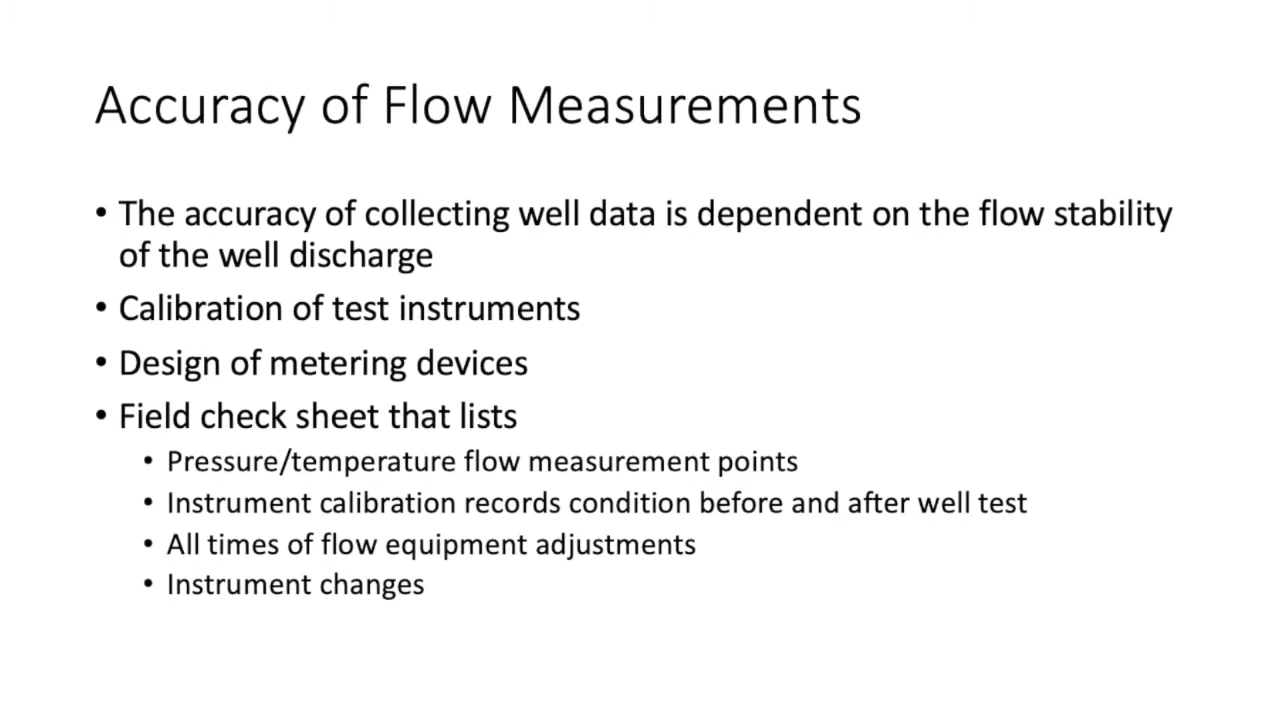 Accuracy of Flow Measurements
• The accuracy of collecting well data is dependent on the flow stability
of the well discharge
• Calibration of test instruments
• Design of metering devices
• Field check sheet that lists
• Pressure/temperature flow measurement points
• Instrument calibration records condition before and after well test
• All times of flow equipment adjustments
• Instrument changes